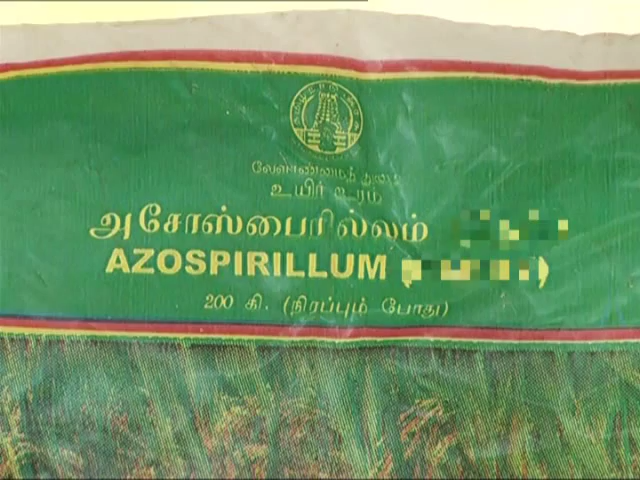 வேளாண்மைத் துறை
உயிர் உரம்
அசோஸ்பைரில்லம்
AZOSPIRILLUM
200 கி. (நிரப்பும் போது)